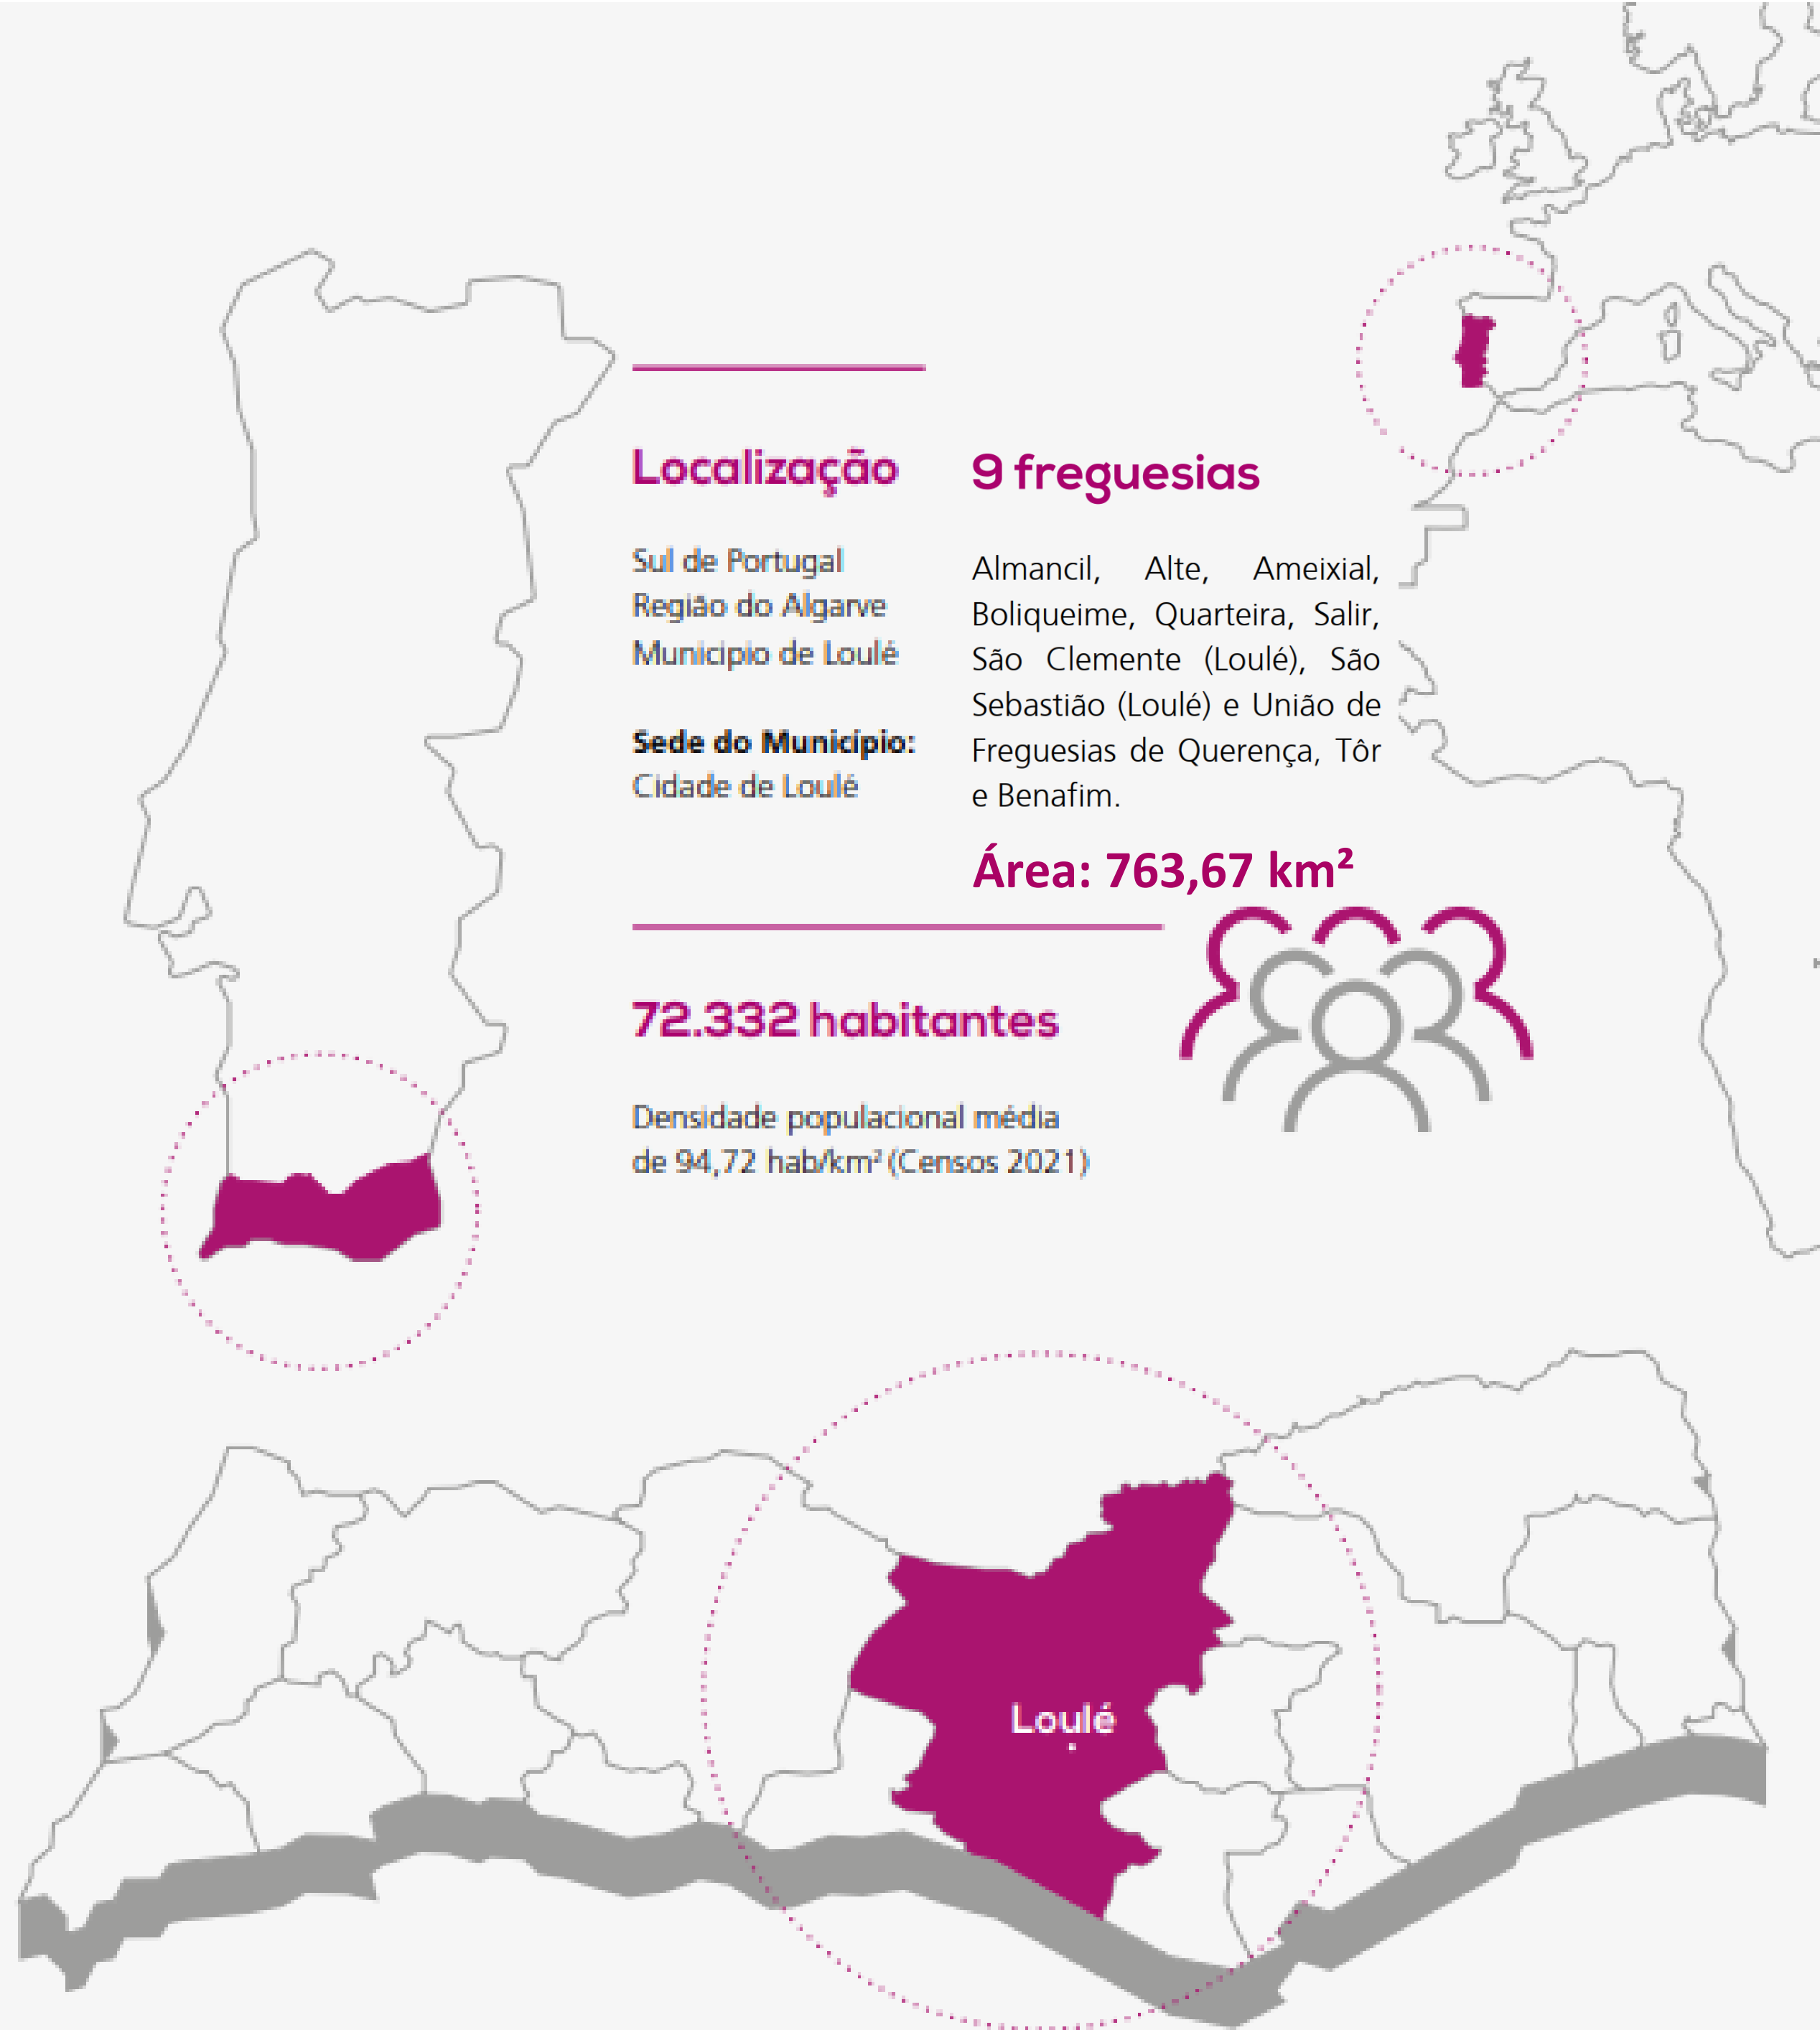 Localização
Sul de Portugal
Região do Algarve
Municipio de Loulé
Sede do Município:
Cidade de Loulé
9 freguesias
Almancil, Alte, Ameixial,
Boliqueime, Quarteira, Salir,
São Clemente (Loulé), São
Sebastião (Loulé) e União de
Freguesias de Querença, Tôr
e Benafim.
Área: 763,67 km²
72.332 habitantes
Densidade populacional média
de 94,72 hab/km² (Censos 2021)
Loulé